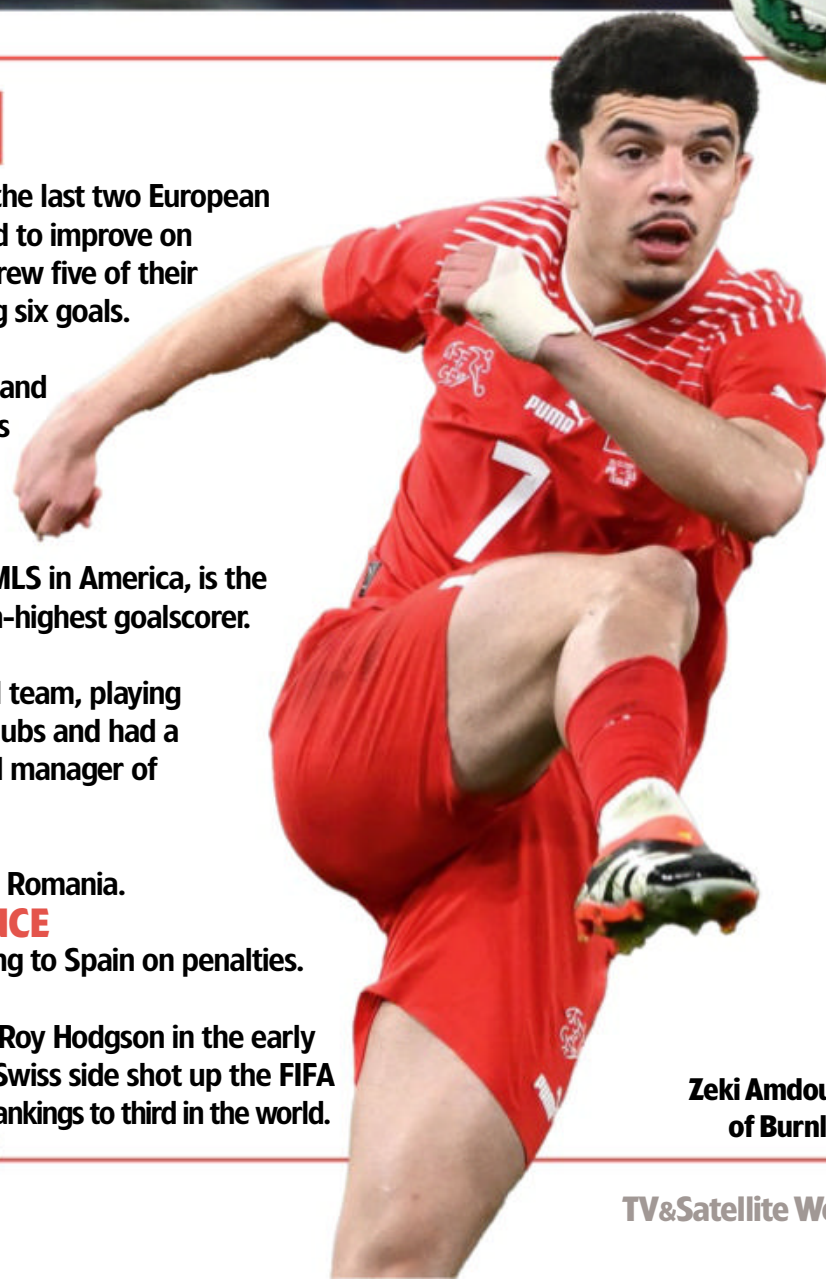 the last two European
d to improve on
rew five of their
g six goals.
and
s
PUMA
7
MLS in America, is the
-highest goalscorer.
l team, playing
ubs and had a
l manager of
Romania.
CE
ng to Spain on penalties.
Roy Hodgson in the early
Swiss side shot up the FIFA
ankings to third in the world.
PUMA
Zeki Amdou
of Burnl
TV&Satellite We